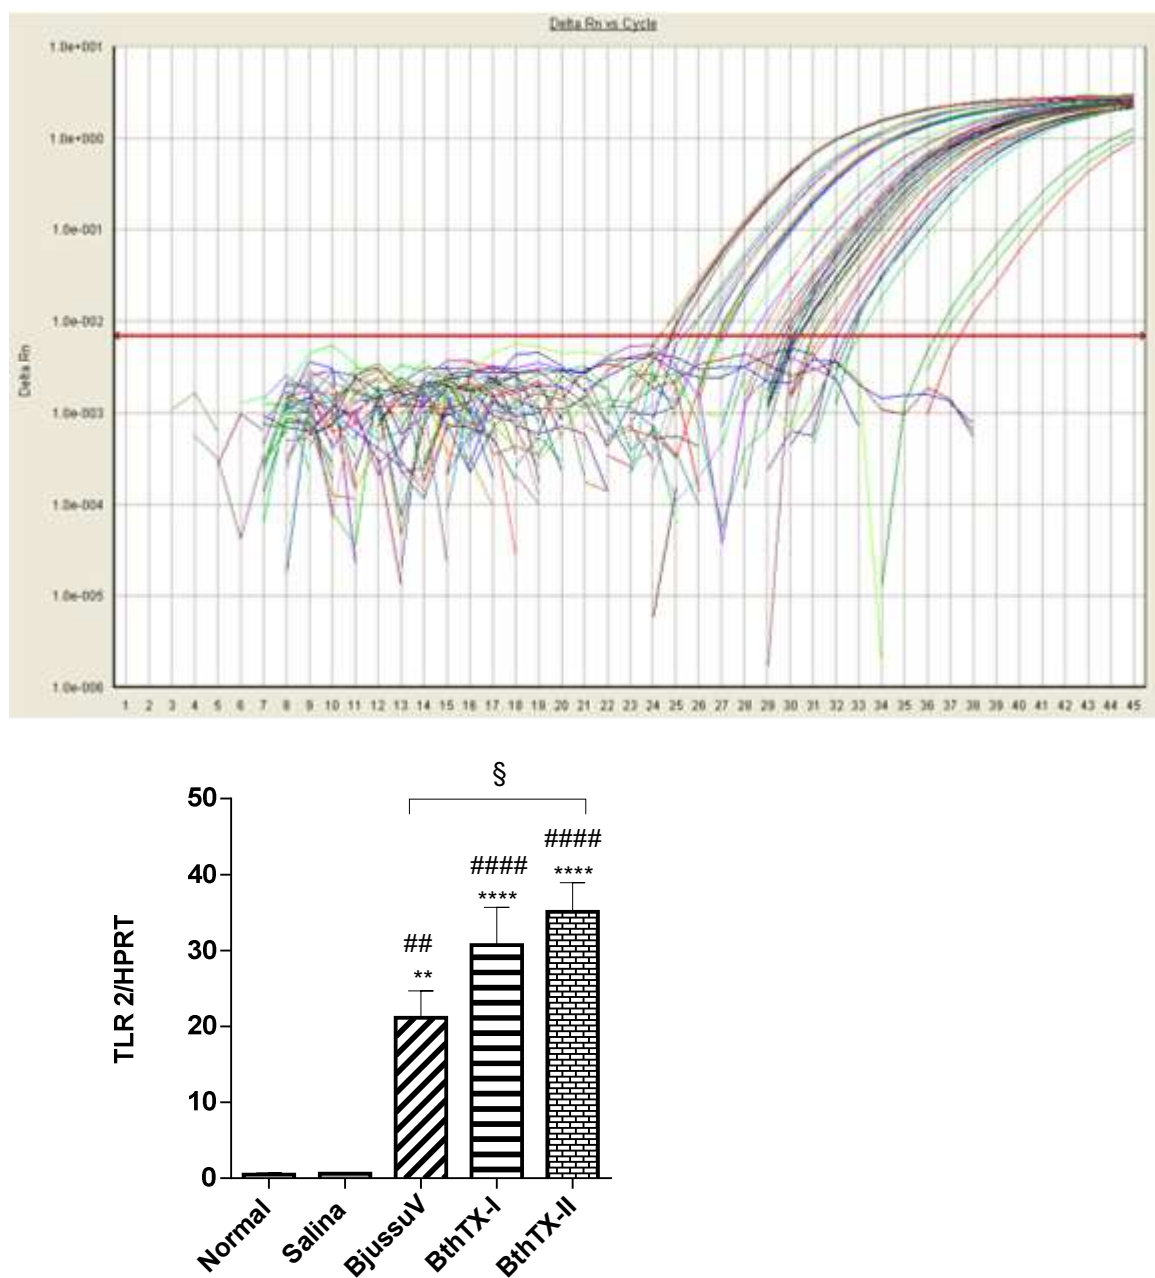 Delta Rn vs Cycle
1.0e+001
1.0e+000
1.0e-001
1.0e-002
1.0e-003
1.0e-004
1.0e-005
1.0e-006
Delta Rn
1 2 3 4 5 6 7 8 9 10 11 12 13 14 15 16 17 18 19 20 21 22 23 24 25 26 27 28 29 30 31 32 33 34 35 36 37 38 39 40 41 42 43 44 45
§
50
40
30
20
10
0
TLR 2/HPRT
####
****
####
****
##
**
Normal
Salina
BjussuV
BthTX-I
BthTX-II